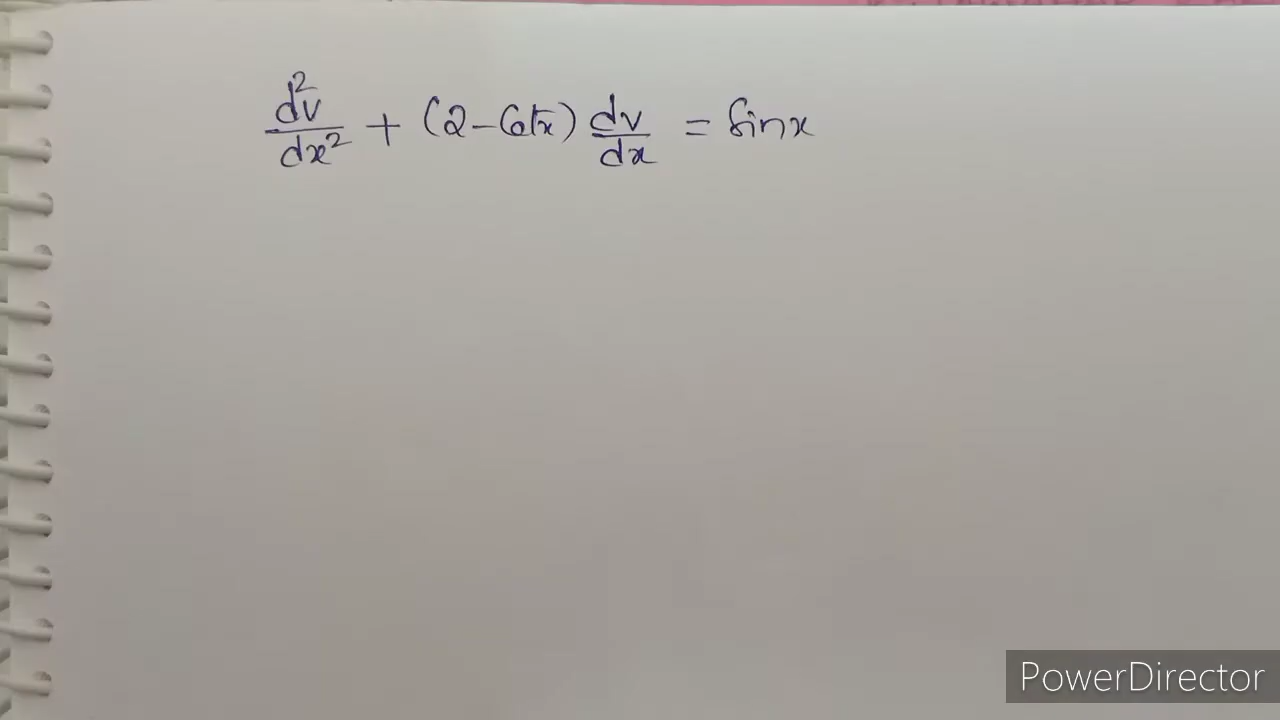 d²v/dx² + (2 - Cotx) dv/dx = Sinx
PowerDirector